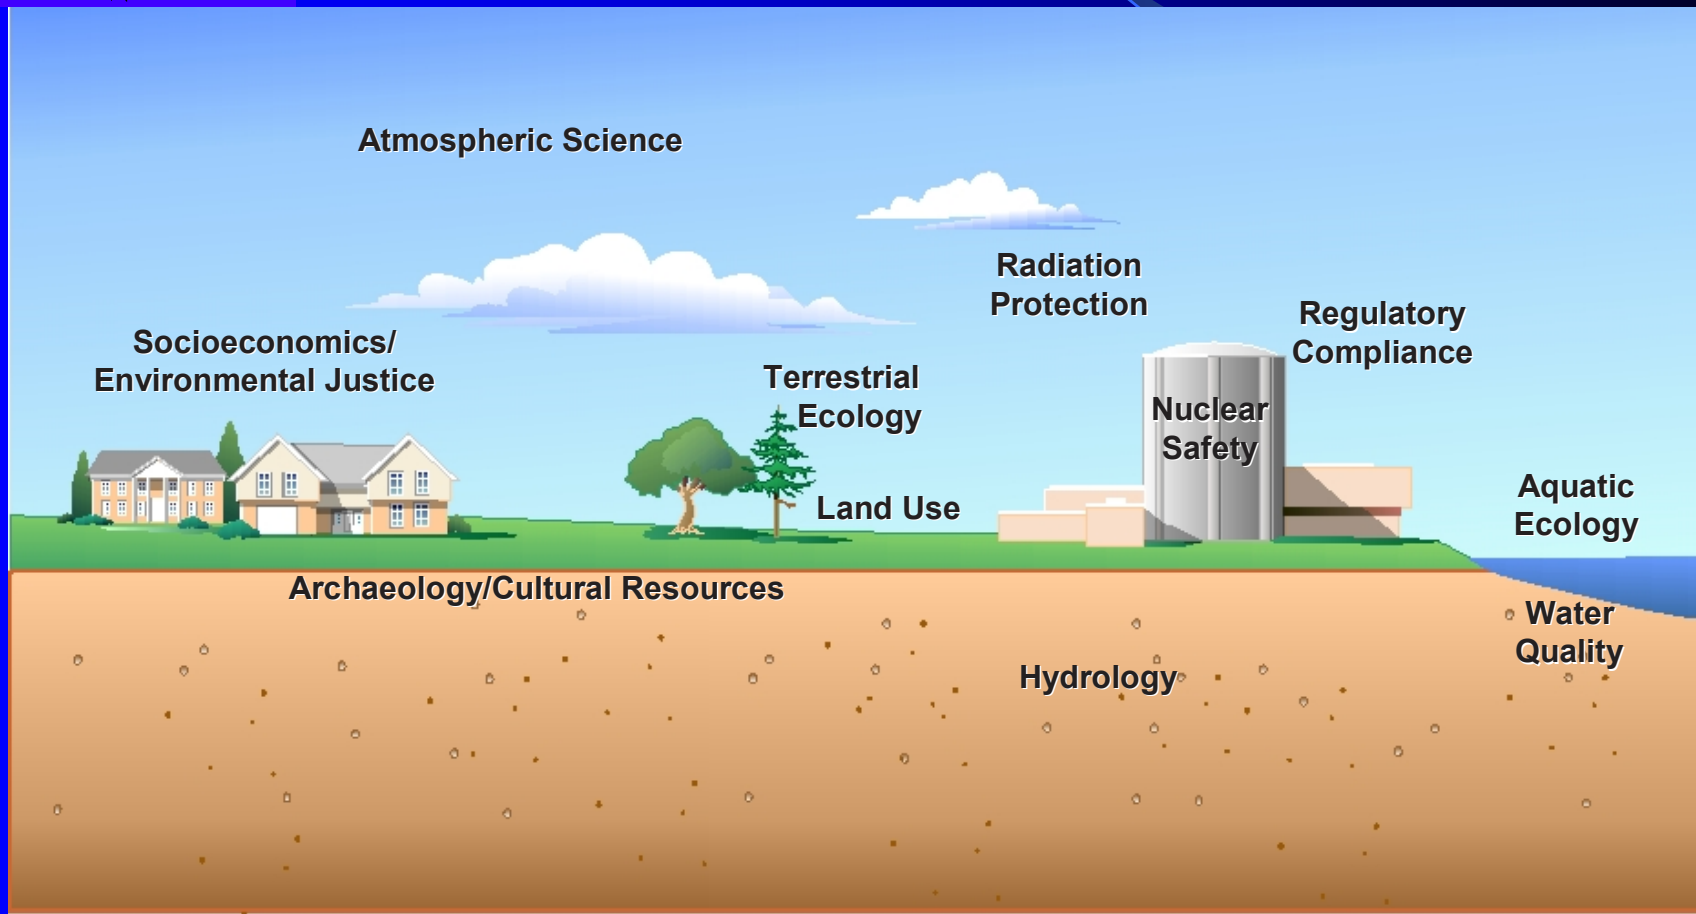 Atmospheric Science
Radiation
Protection
Regulatory
Compliance
Socioeconomics/
Environmental Justice
Terrestrial
Ecology
Nuclear
Safety
Land Use
Aquatic
Ecology
Archaeology/Cultural Resources
Water
Quality
Hydrology